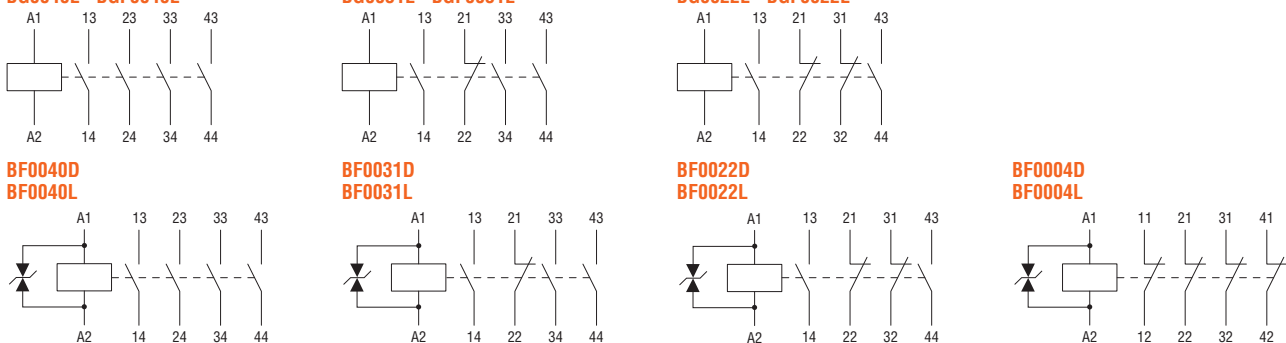 A1 13 23 33 43
A2 14 24 34 44
A1 13 21 33 43
A2 14 22 34 44
A1 13 21 31 43
A2 14 22 32 44
BF0040D
BF0040L
A1 13 23 33 43
A2 14 24 34 44
BF0031D
BF0031L
A1 13 21 33 43
A2 14 22 34 44
BF0022D
BF0022L
A1 13 21 31 43
A2 14 22 32 44
BF0004D
BF0004L
A1 11 21 31 41
A2 12 22 32 42